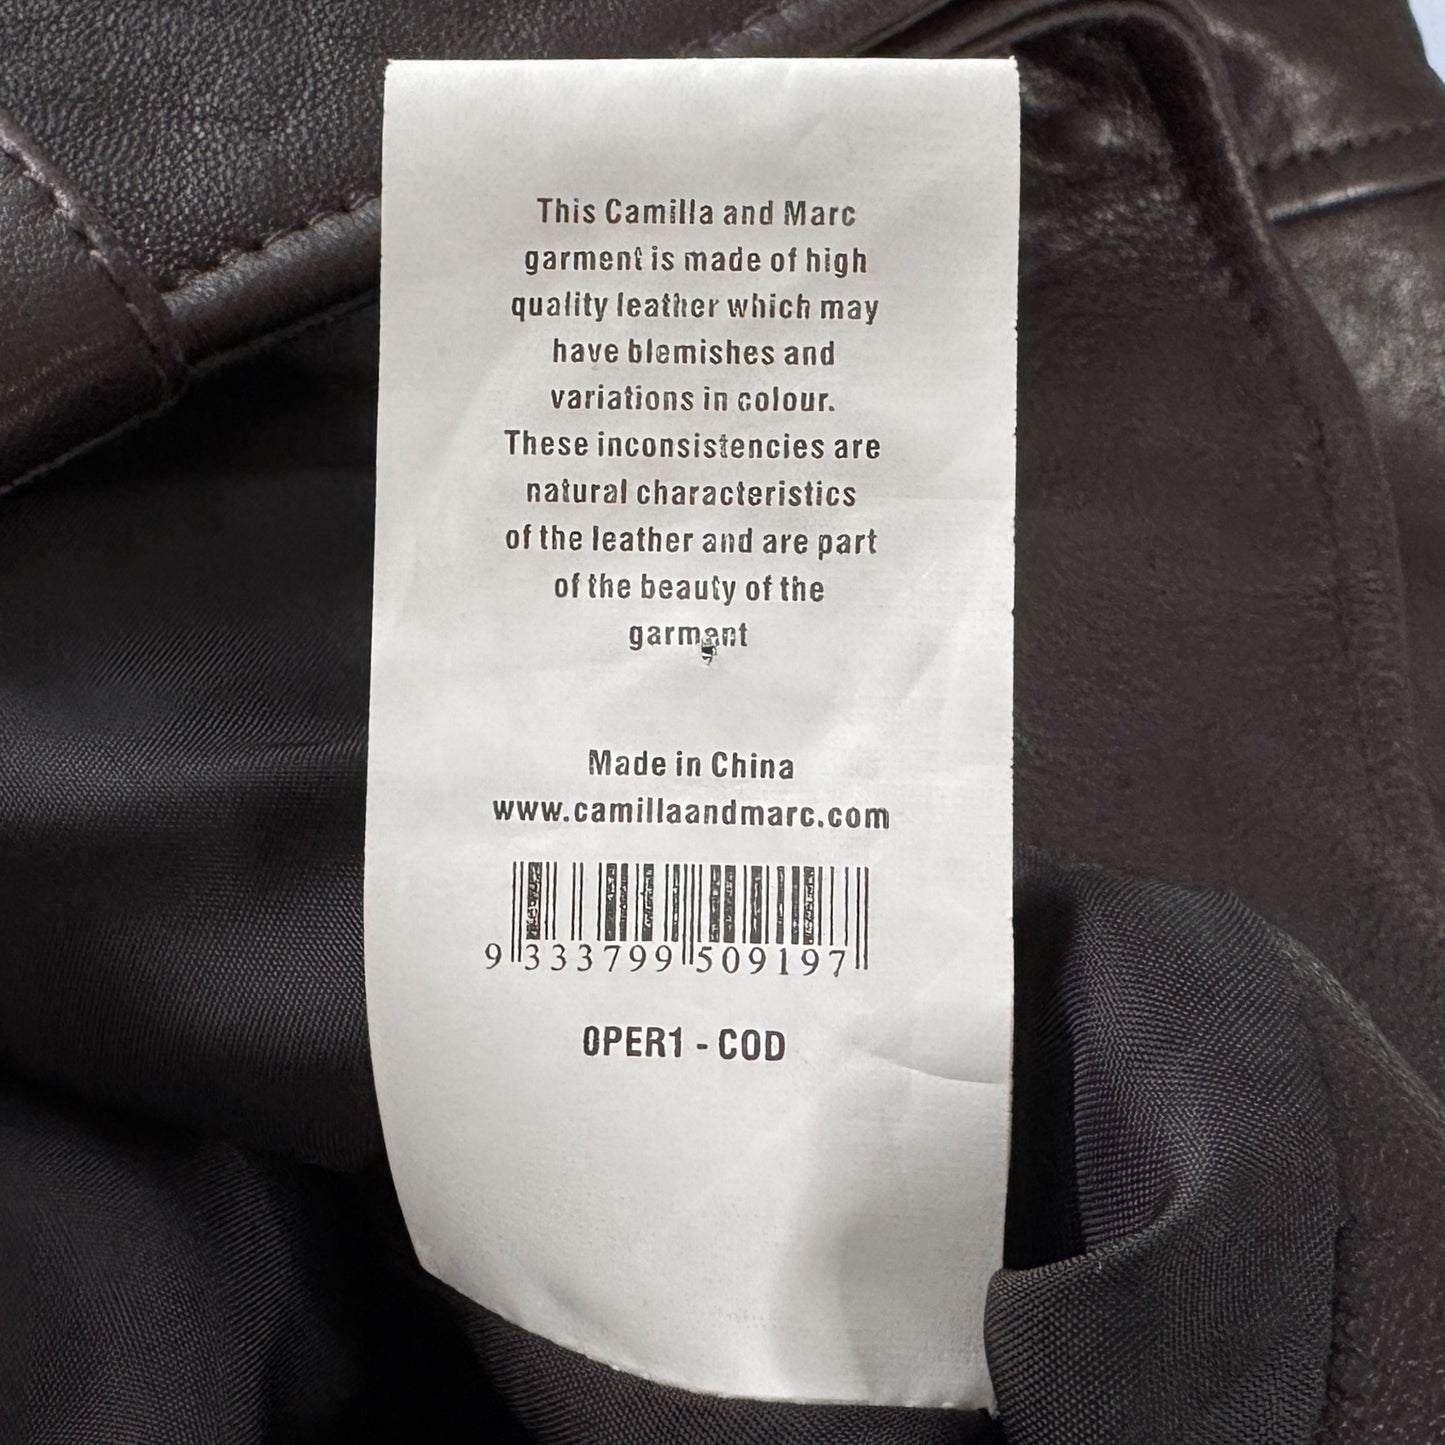 This Camilla and Marc
garment is made of high
quality leather which may
have blemishes and
variations in colour.
These inconsistencies are
natural characteristics
of the leather and are part
of the beauty of the
garment
Made in China
www.camillaandmarc.com
9 333799 509197
OPER1 - COD